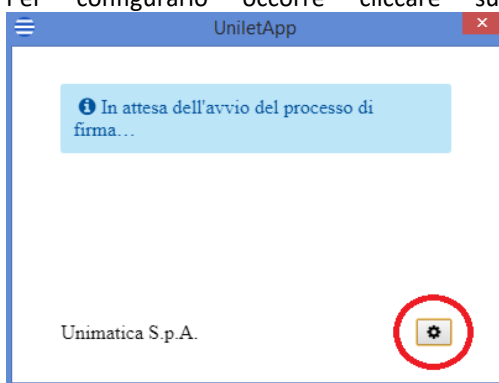 Per configurarlo occorre cliccare su
UniletApp
In attesa dell'avvio del processo di
firma...
Unimatica S.p.A.